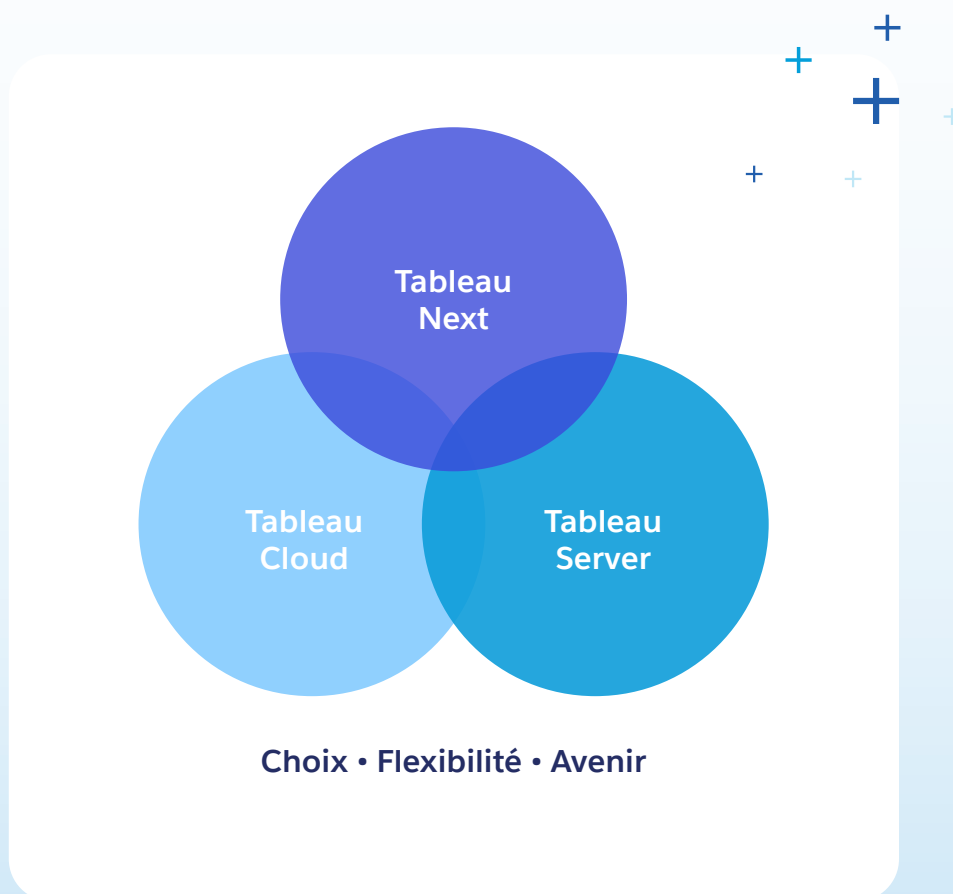 Tableau
Next
Tableau
Cloud
Tableau
Server
Choix • Flexibilité • Avenir